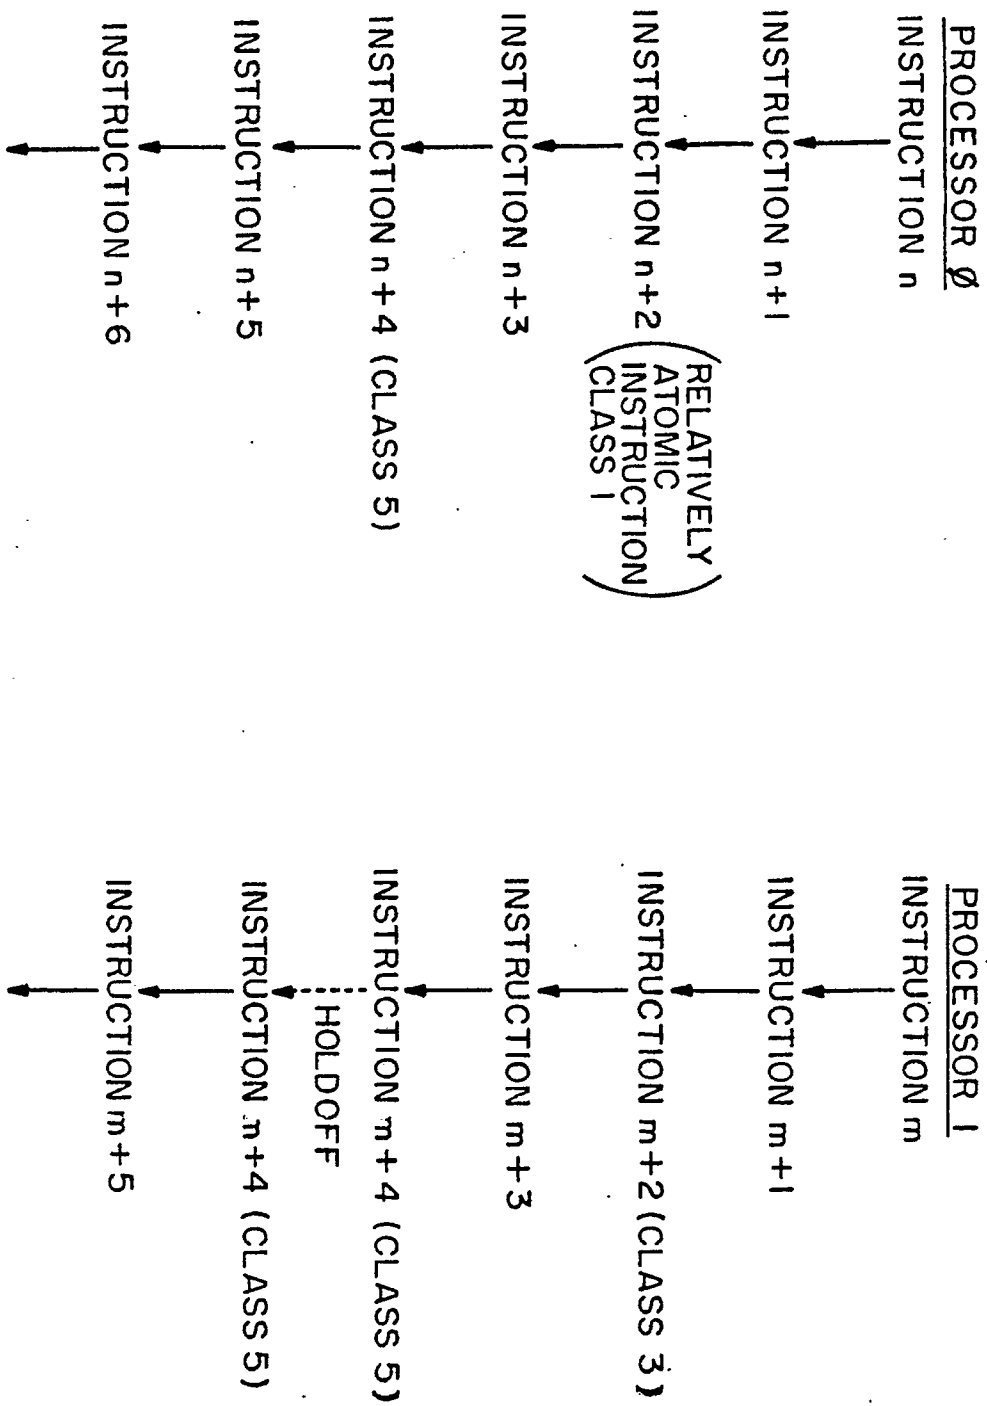 PROCESSOR Ø
INSTRUCTION n
INSTRUCTION n+1
INSTRUCTION n+2 (RELATIVELY
ATOMIC
INSTRUCTION
CLASS 1)
INSTRUCTION n+3
INSTRUCTION n+4 (CLASS 5)
INSTRUCTION n+5
INSTRUCTION n+6
PROCESSOR 1
INSTRUCTION m
INSTRUCTION m+1
INSTRUCTION m+2 (CLASS 3)
INSTRUCTION m+3
INSTRUCTION m+4 (CLASS 5)
HOLDOFF
INSTRUCTION m+4 (CLASS 5)
INSTRUCTION m+5